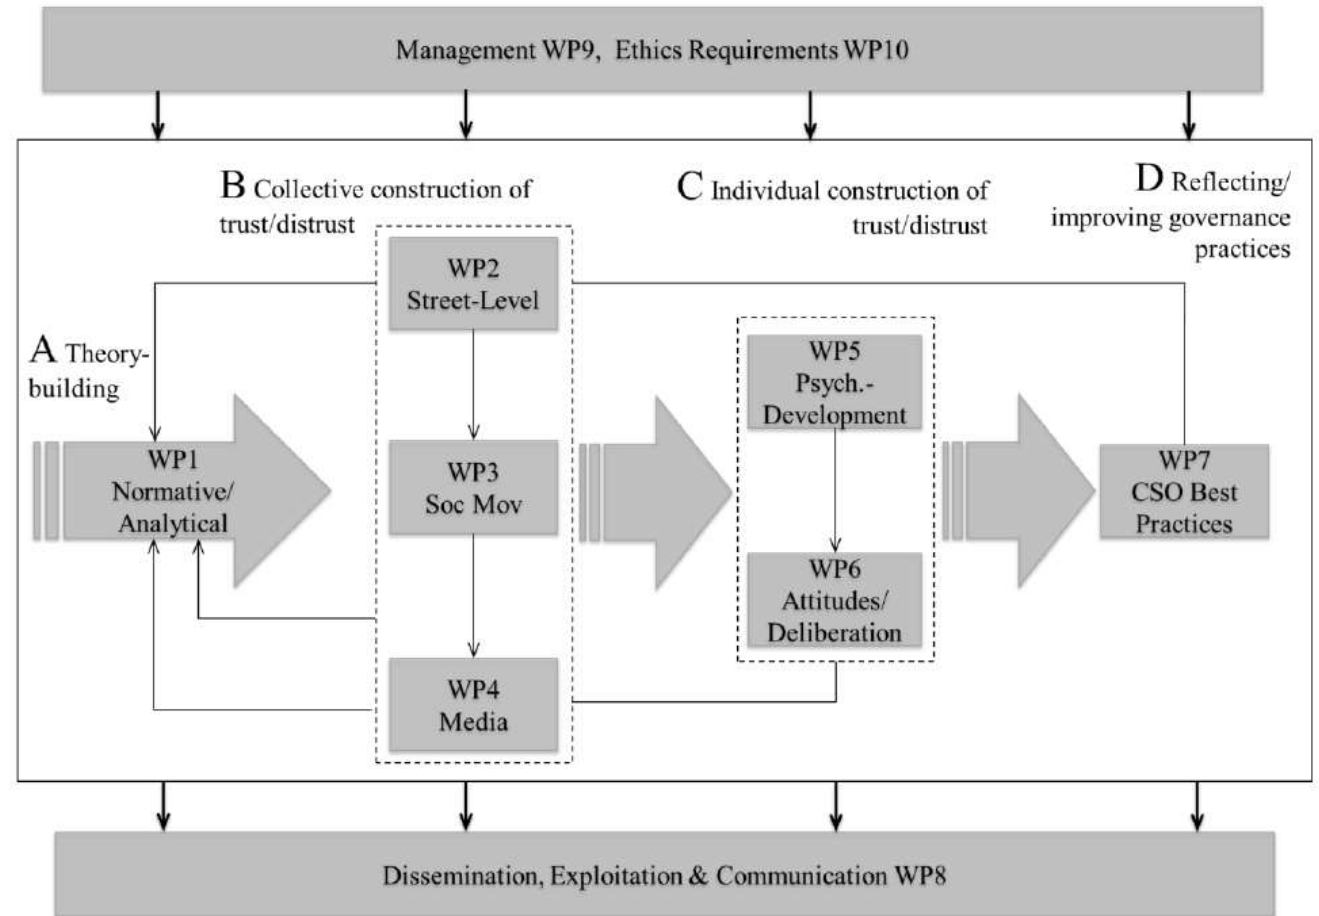 Management WP9, Ethics Requirements WP10
B Collective construction of
trust/distrust
C Individual construction of
trust/distrust
D Reflecting/
improving governance
practices
A Theory-
building
WP1
Normative/
Analytical
WP2
Street-Level
WP3
Soc Mov
WP4
Media
WP5
Psych.-
Development
WP6
Attitudes/
Deliberation
WP7
CSO Best
Practices
Dissemination, Exploitation & Communication WP8